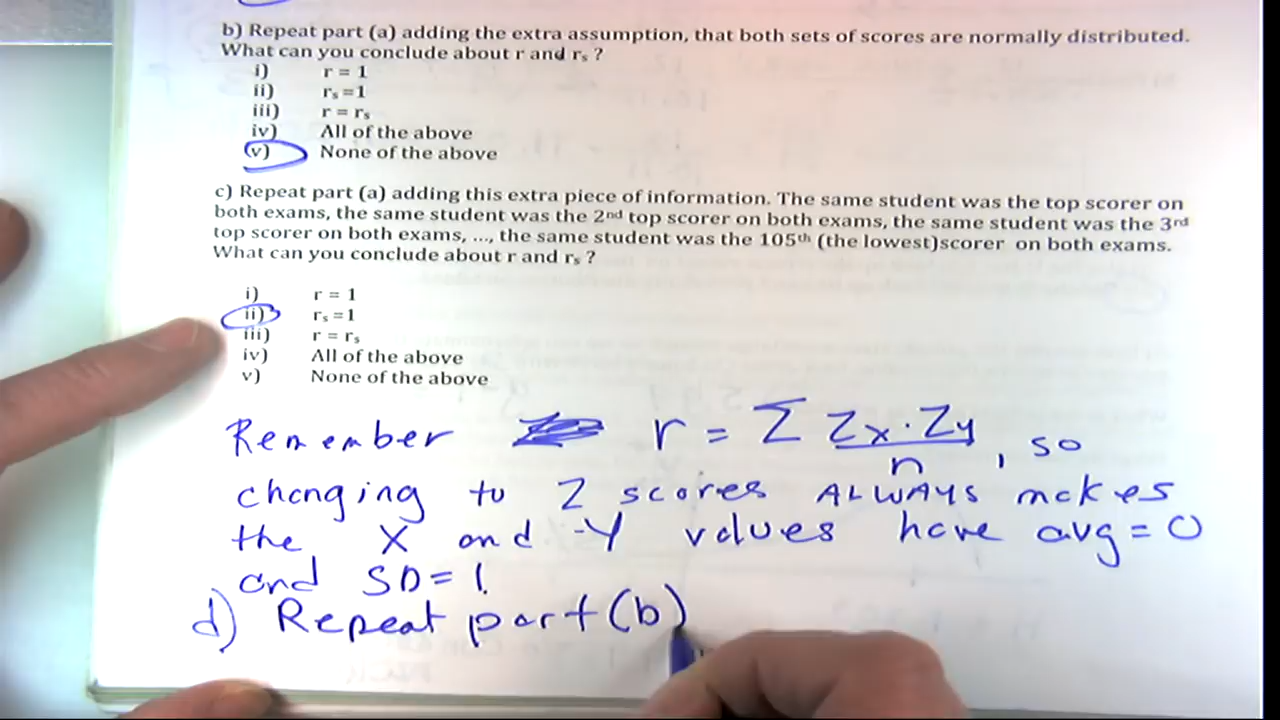 b) Repeat part (a) adding the extra assumption, that both sets of scores are normally distributed.
What can you conclude about r and rₛ ?
i) r = 1
ii) rₛ =1
iii) r = rₛ
iv) All of the above
(v) None of the above
c) Repeat part (a) adding this extra piece of information. The same student was the top scorer on
both exams, the same student was the 2ⁿᵈ top scorer on both exams, the same student was the 3ʳᵈ
top scorer on both exams, ..., the same student was the 105ᵗʰ (the lowest)scorer on both exams.
What can you conclude about r and rₛ ?
i) r = 1
ii) rₛ =1
iii) r = rₛ
iv) All of the above
v) None of the above
Remember r = Σ Zx · Zy / n , so
changing to Z scores ALWAYS makes
the X and Y values have avg = 0
and SD = 1.
d) Repeat part (b)